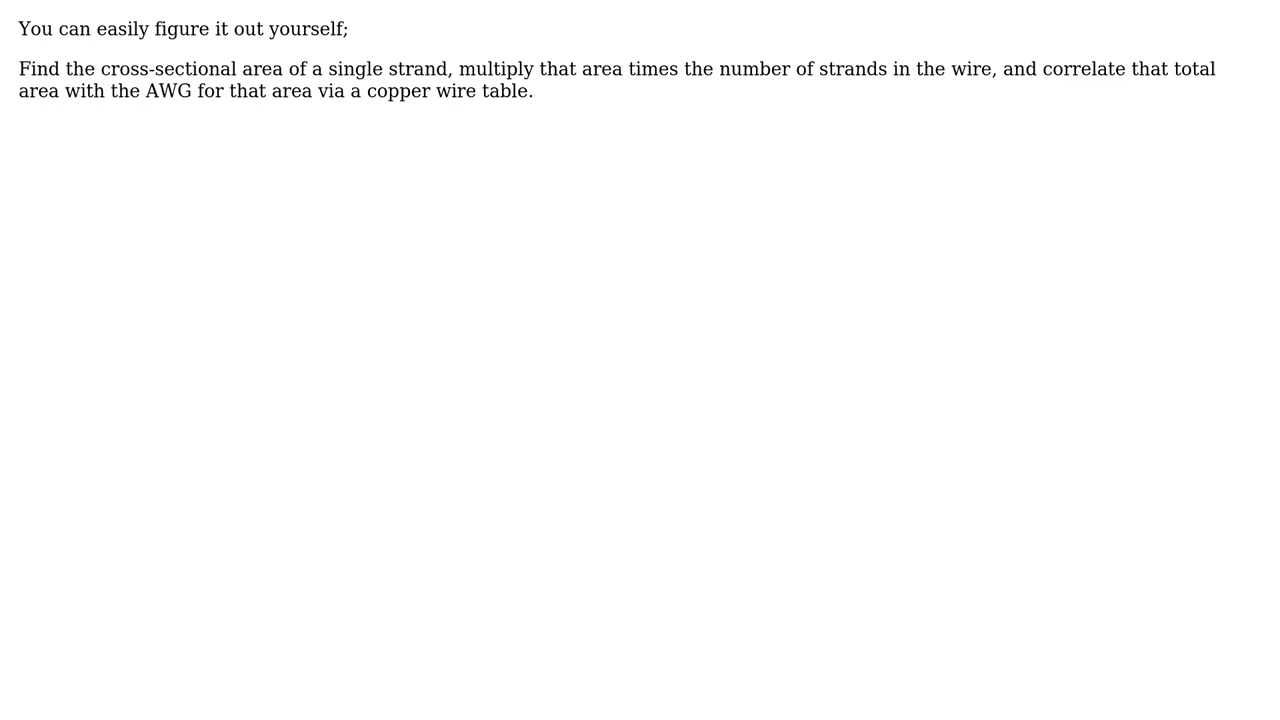 You can easily figure it out yourself;
Find the cross-sectional area of a single strand, multiply that area times the number of strands in the wire, and correlate that total
area with the AWG for that area via a copper wire table.